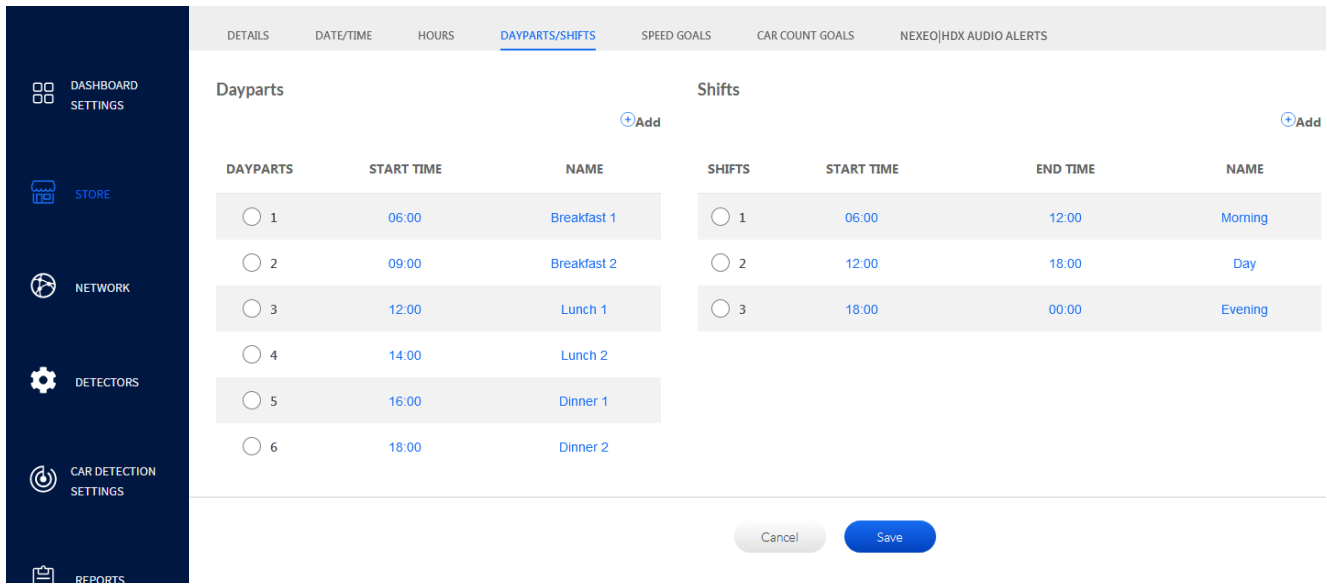 DETAILS DATE/TIME HOURS DAYPARTS/SHIFTS SPEED GOALS CAR COUNT GOALS NEXEO|HDX AUDIO ALERTS
DASHBOARD
SETTINGS
STORE
NETWORK
DETECTORS
CAR DETECTION
SETTINGS
REPORTS
Dayparts
Add
DAYPARTS START TIME NAME
1 06:00 Breakfast 1
2 09:00 Breakfast 2
3 12:00 Lunch 1
4 14:00 Lunch 2
5 16:00 Dinner 1
6 18:00 Dinner 2
Shifts
Add
SHIFTS START TIME END TIME NAME
1 06:00 12:00 Morning
2 12:00 18:00 Day
3 18:00 00:00 Evening
Cancel Save